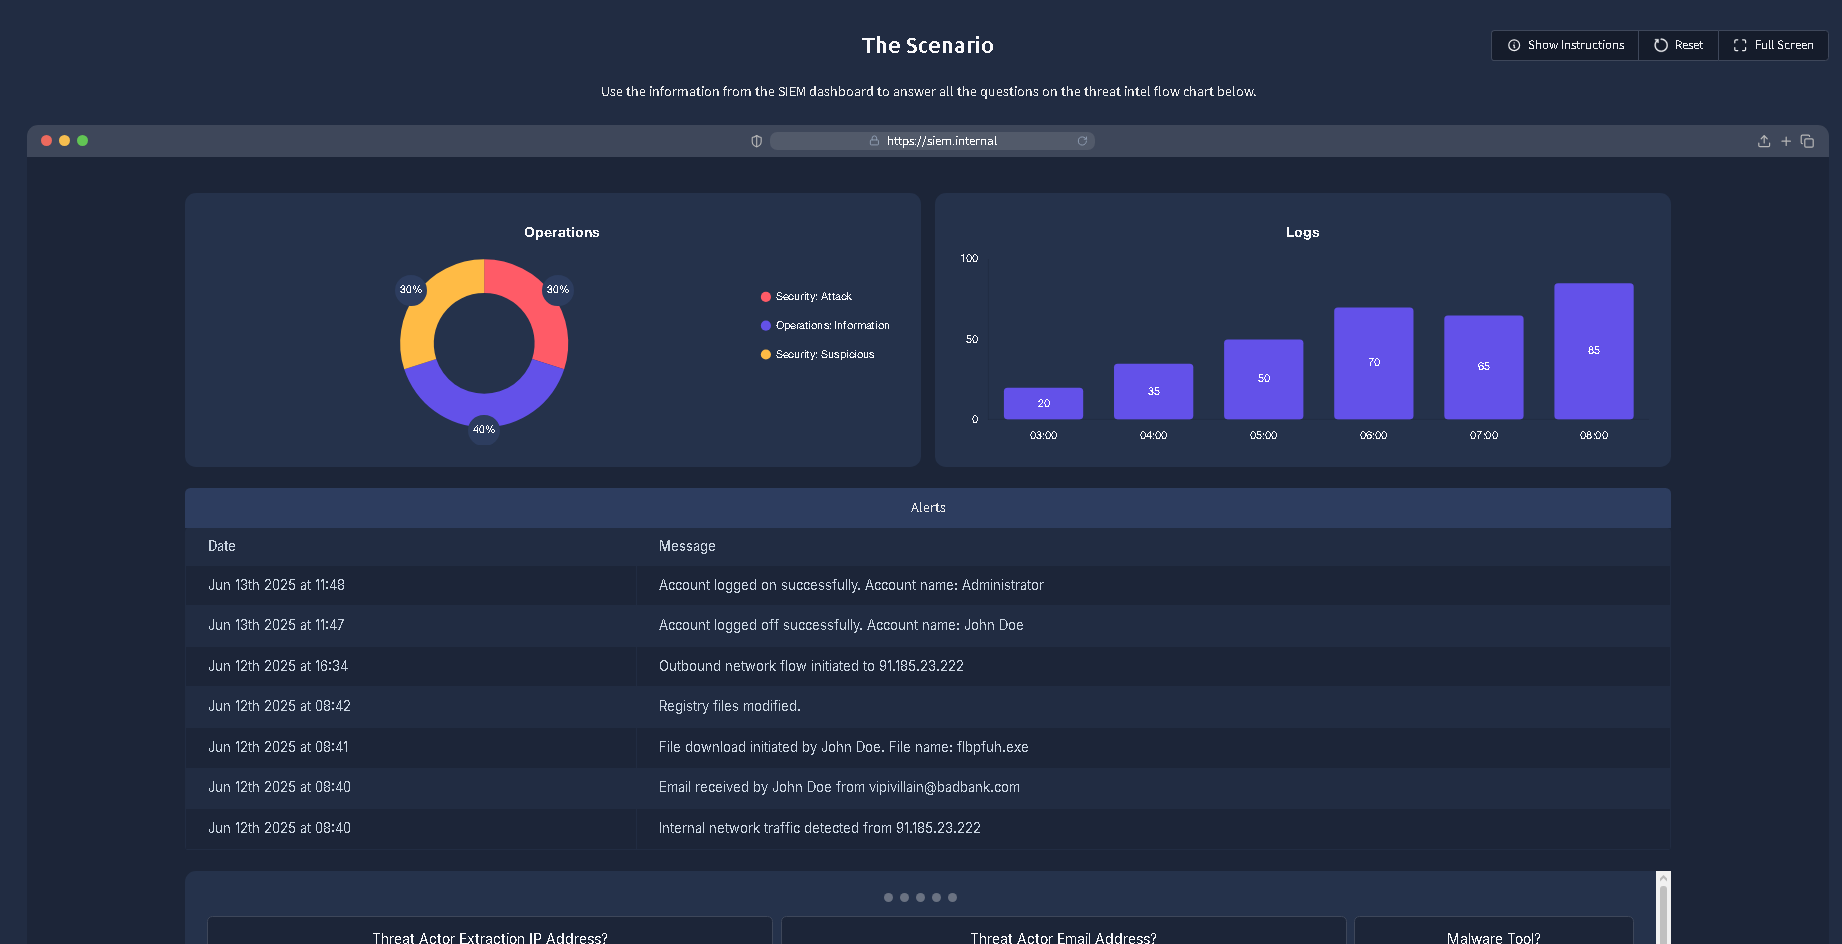 The Scenario
Show Instructions
Reset
Full Screen
Use the information from the SIEM dashboard to answer all the questions on the threat intel flow chart below.
https://siem.internal
Operations
30%
30%
40%
Security: Attack
Operations: Information
Security: Suspicious
Logs
100
50
0
20
35
50
70
65
85
03:00
04:00
05:00
06:00
07:00
08:00
Alerts
Date Message
Jun 13th 2025 at 11:48 Account logged on successfully. Account name: Administrator
Jun 13th 2025 at 11:47 Account logged off successfully. Account name: John Doe
Jun 12th 2025 at 16:34 Outbound network flow initiated to 91.185.23.222
Jun 12th 2025 at 08:42 Registry files modified.
Jun 12th 2025 at 08:41 File download initiated by John Doe. File name: flbpfuh.exe
Jun 12th 2025 at 08:40 Email received by John Doe from vipivillain@badbank.com
Jun 12th 2025 at 08:40 Internal network traffic detected from 91.185.23.222
Threat Actor Extraction IP Address?
Threat Actor Email Address?
Malware Tool?